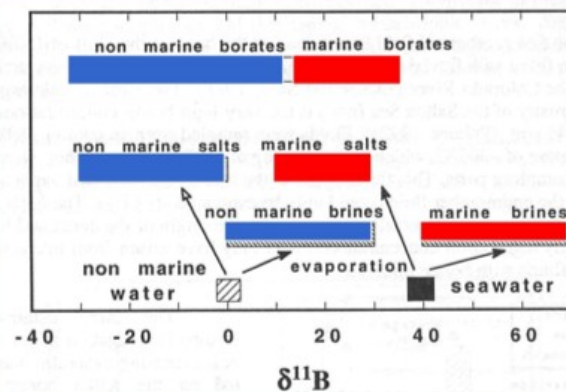 non marine borates marine borates
non marine salts marine salts
non marine brines marine brines
non marine water evaporation seawater
-40 -20 0 20 40 60
δ¹¹B